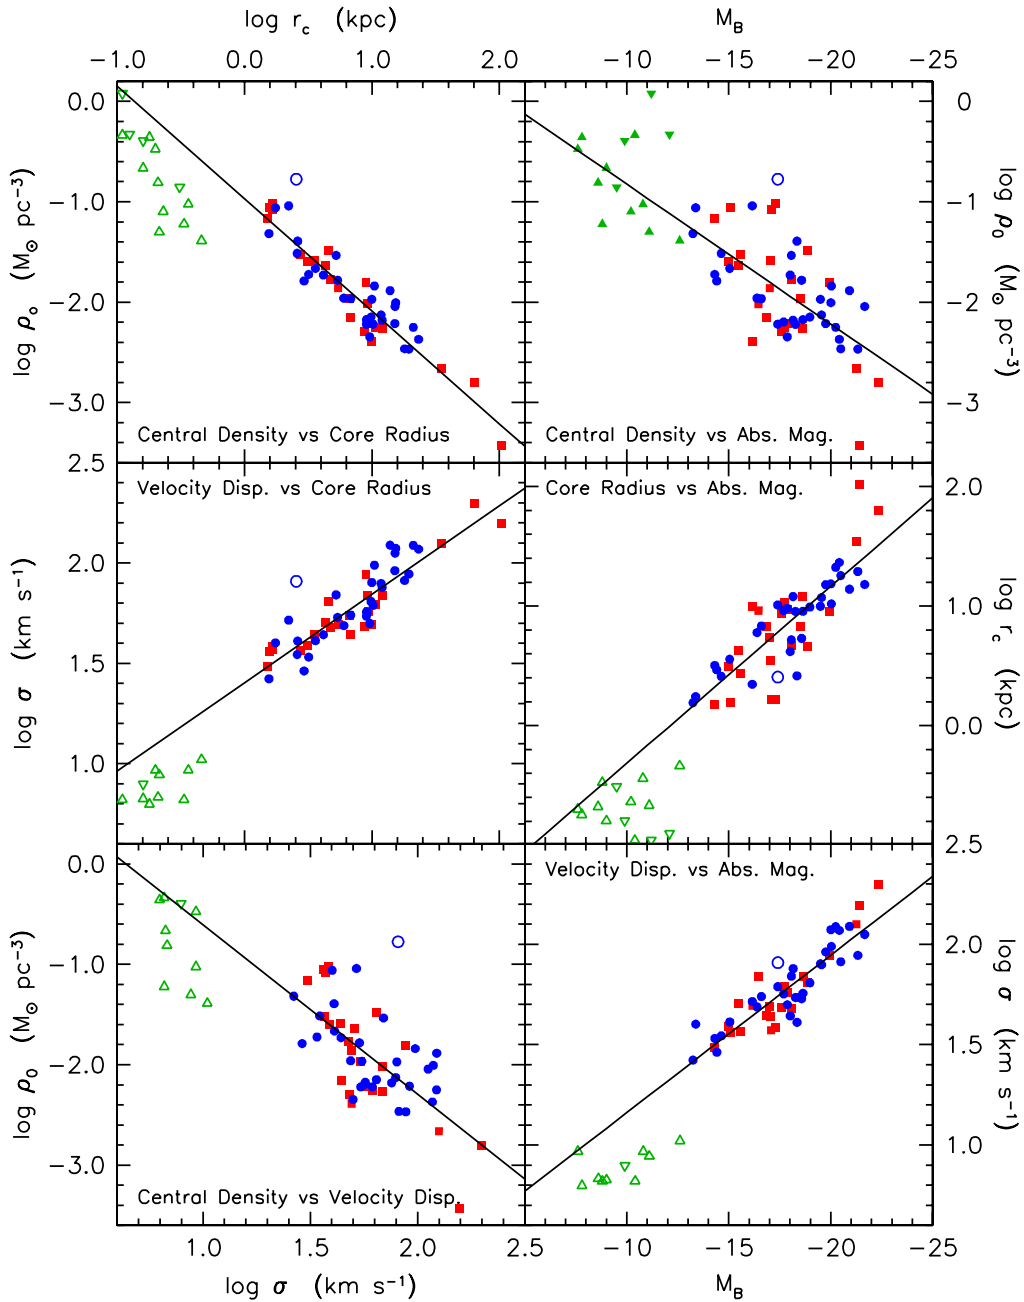 log r_c (kpc)
M_B
−1.0 0.0 1.0 2.0
−10 −15 −20 −25
0.0
−1.0
−2.0
−3.0
log ρ₀ (M⊙ pc⁻³)
Central Density vs Core Radius
Central Density vs Abs. Mag.
0
−1
−2
−3
log ρ₀ (M⊙ pc⁻³)
2.5
2.0
1.5
1.0
log σ (km s⁻¹)
Velocity Disp. vs Core Radius
Core Radius vs Abs. Mag.
2.0
1.0
0.0
log r_c (kpc)
0.0
−1.0
−2.0
−3.0
log ρ₀ (M⊙ pc⁻³)
Central Density vs Velocity Disp.
Velocity Disp. vs Abs. Mag.
2.5
2.0
1.5
1.0
log σ (km s⁻¹)
1.0 1.5 2.0 2.5
−10 −15 −20 −25
log σ (km s⁻¹)
M_B